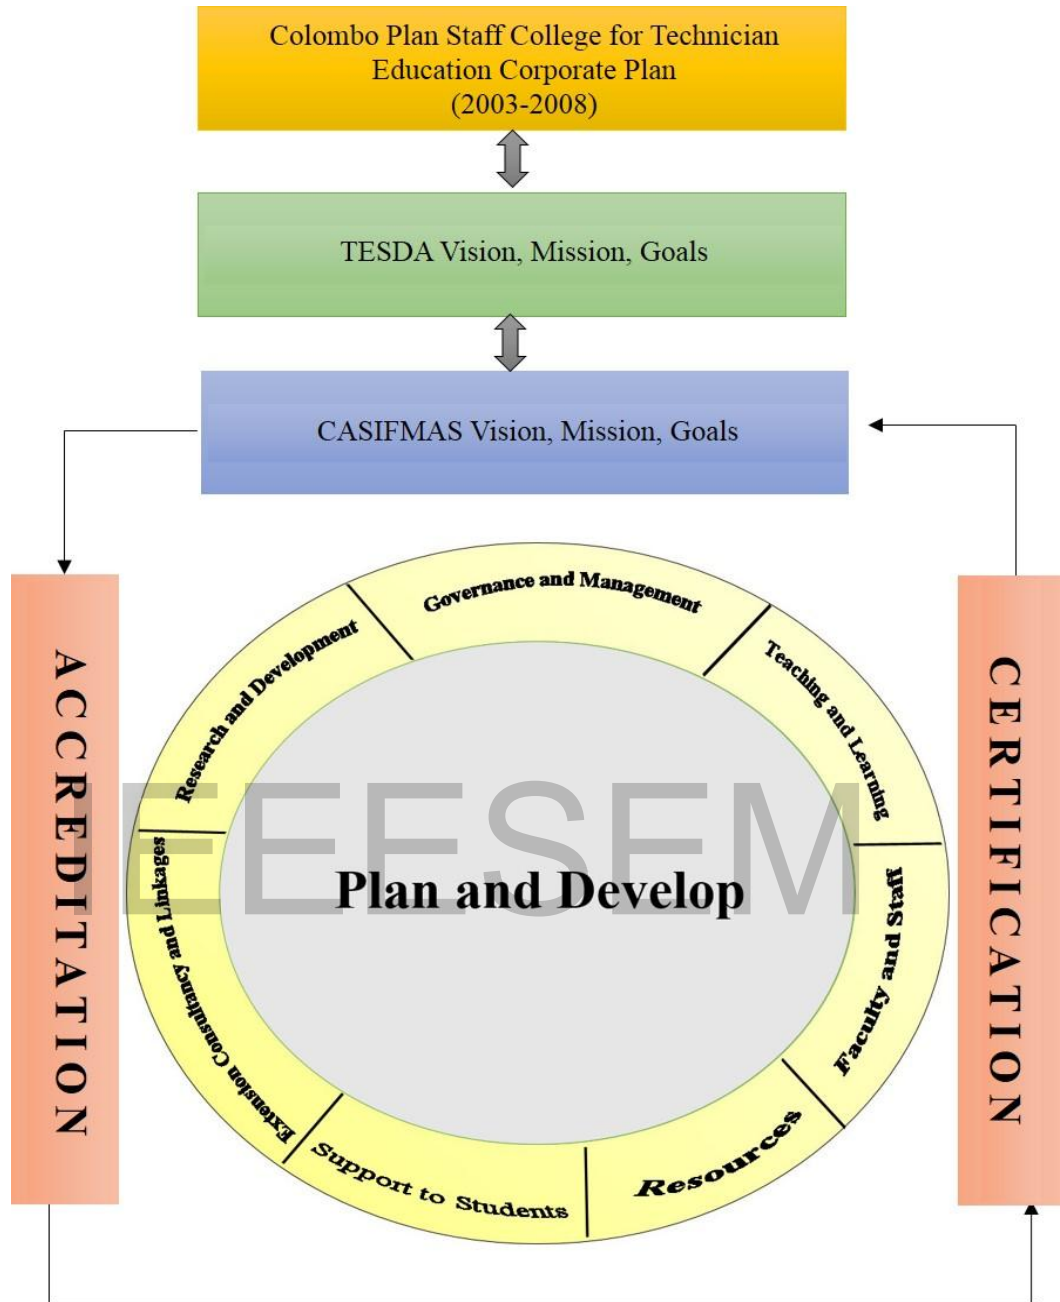 Colombo Plan Staff College for Technician
Education Corporate Plan
(2003-2008)
TESDA Vision, Mission, Goals
CASIFMAS Vision, Mission, Goals
ACCREDITATION
Governance and Management
Teaching and Learning
Faculty and Staff
Resources
Support to Students
Extension Consultancy and Linkages
Research and Development
Plan and Develop
IEEESEM
CERTIFICATION